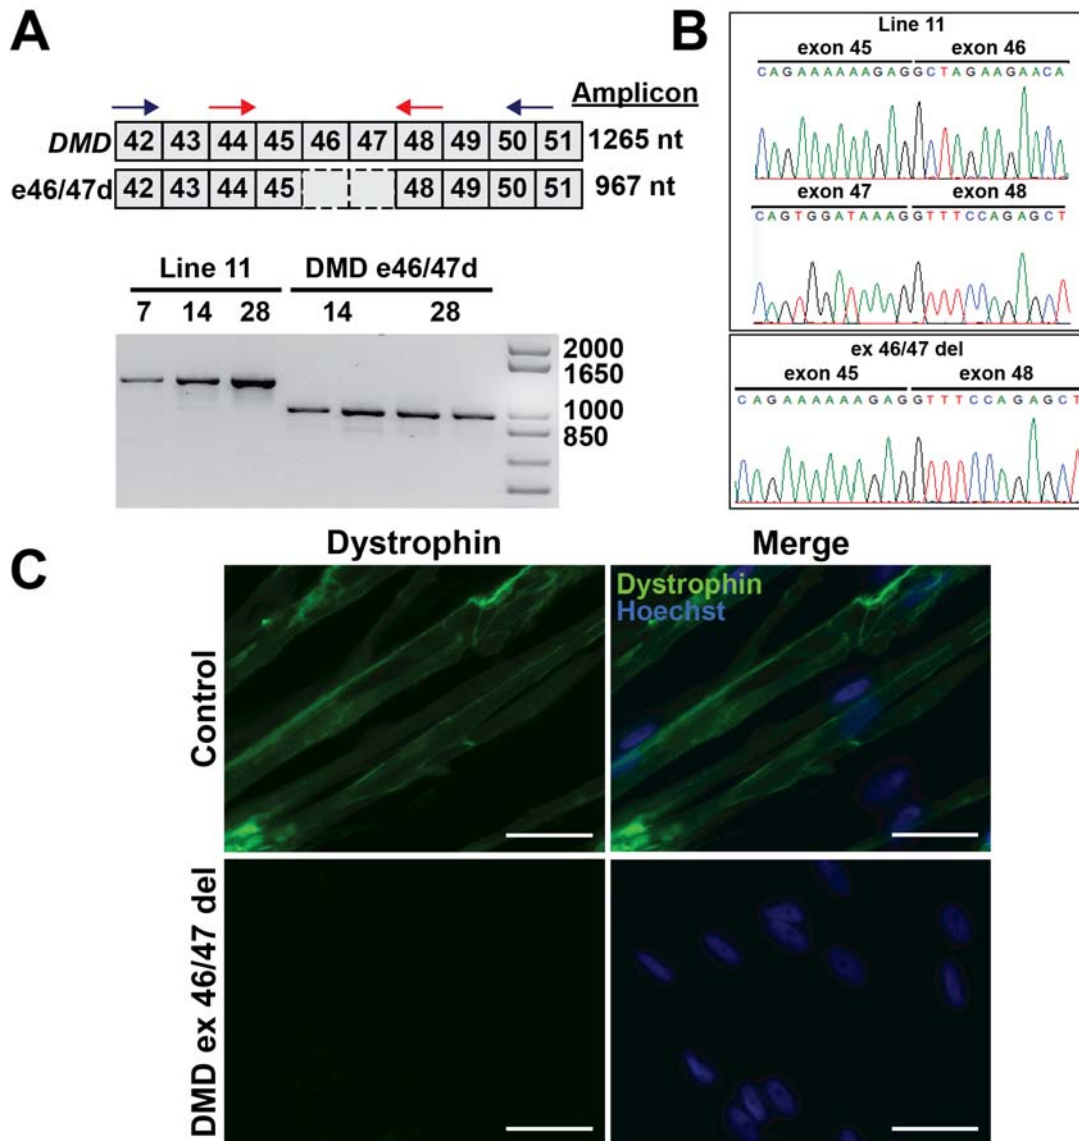 A
Amplicon
DMD 42 43 44 45 46 47 48 49 50 51 1265 nt
e46/47d 42 43 44 45 48 49 50 51 967 nt
Line 11 DMD e46/47d
7 14 28 14 28
2000
1650
1000
850
B
Line 11
exon 45 exon 46
CAGAAAAAAGAGGCTAGAAGAACA
exon 47 exon 48
CAGTGGATAAAGGTTTCCAGAGCT
ex 46/47 del
exon 45 exon 48
CAGAAAAAAGAGGTTTCCAGAGCT
C
Dystrophin Merge
Control
Dystrophin
Hoechst
DMD ex 46/47 del